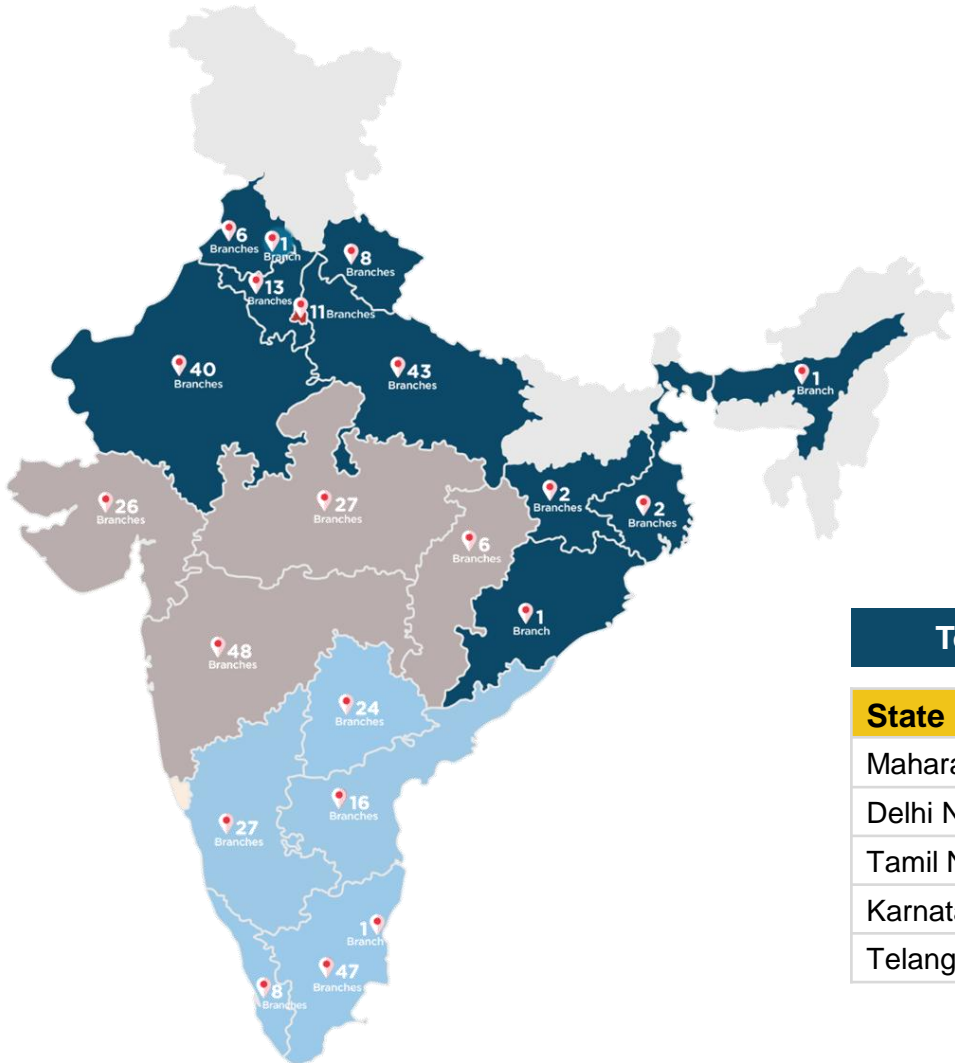 6
Branches
1
Branch
8
Branches
13
Branches
11 Branches
40
Branches
43
Branches
1
Branch
26
Branches
27
Branches
2
Branches
2
Branches
6
Branches
1
Branch
48
Branches
24
Branches
16
Branches
27
Branches
1
Branch
47
Branches
8
Branches
State